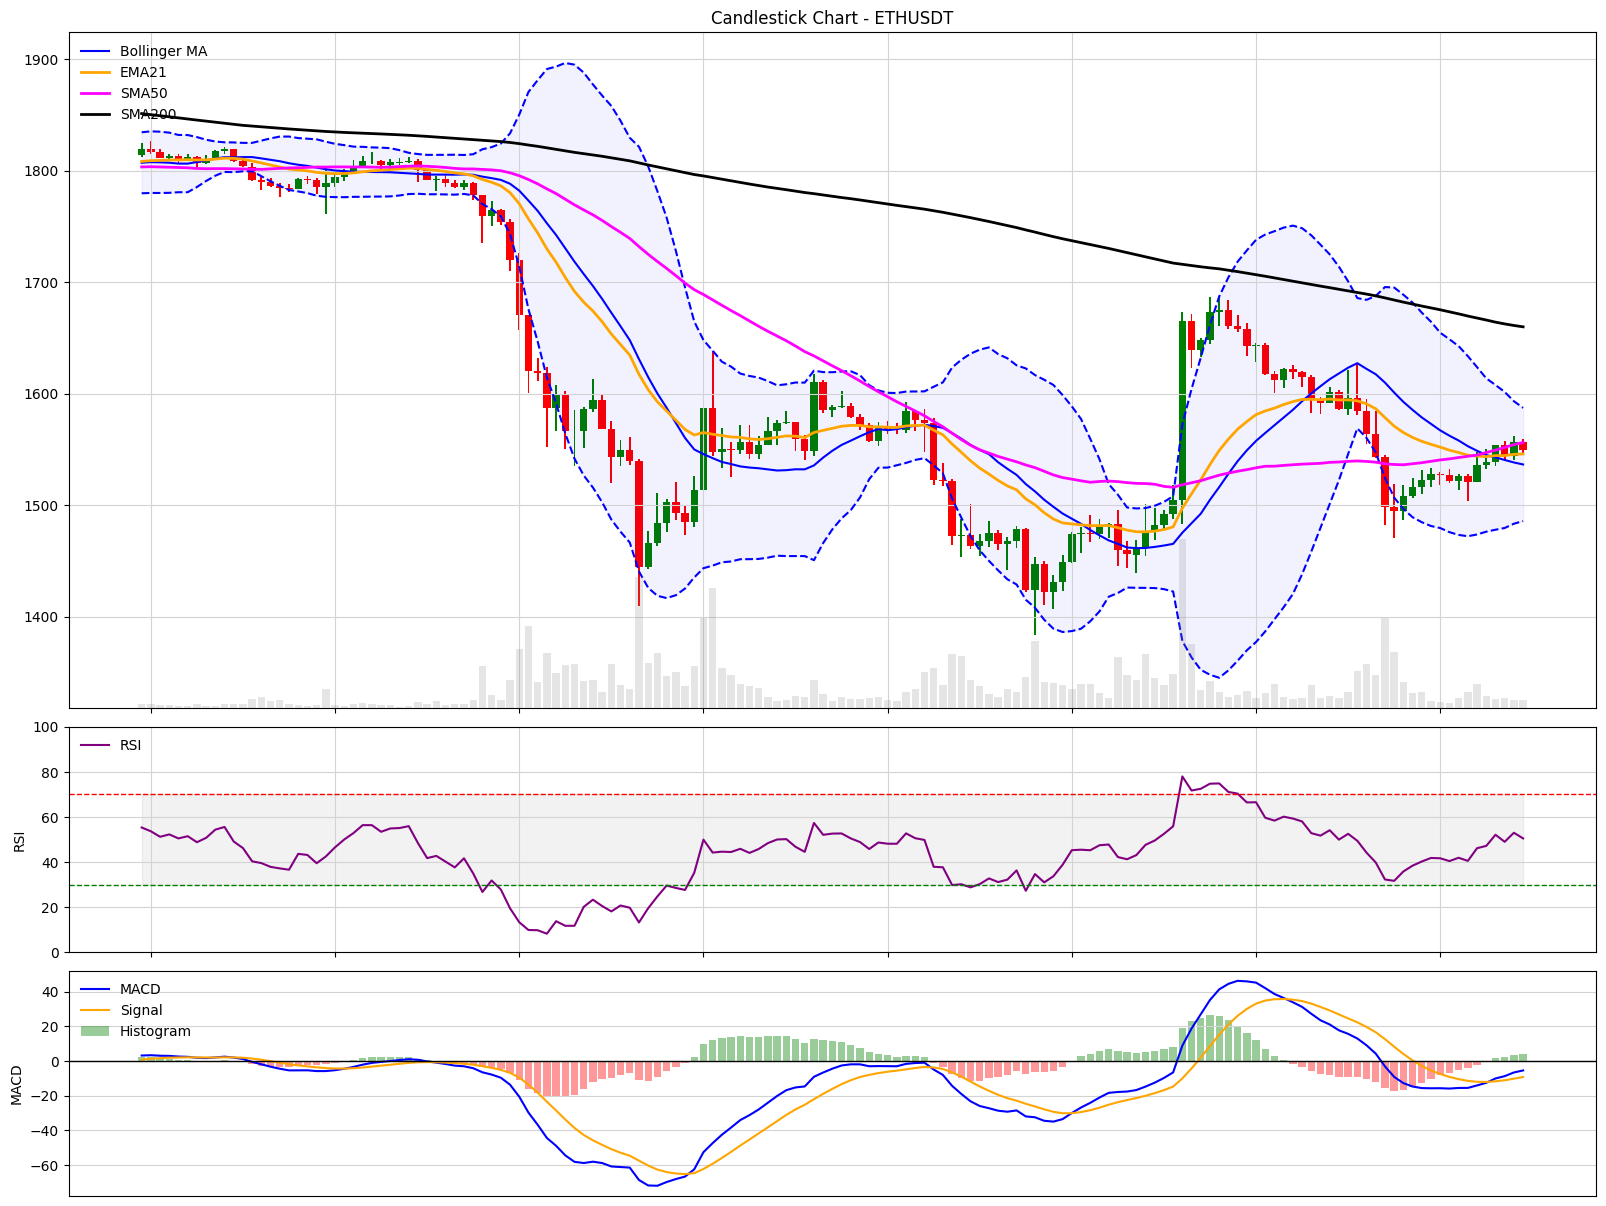 Candlestick Chart - ETHUSDT
1900
1800
1700
1600
1500
1400
Bollinger MA
EMA21
SMA50
SMA200
100
80
60
40
20
0
RSI
RSI
40
20
0
−20
−40
−60
MACD
MACD
Signal
Histogram